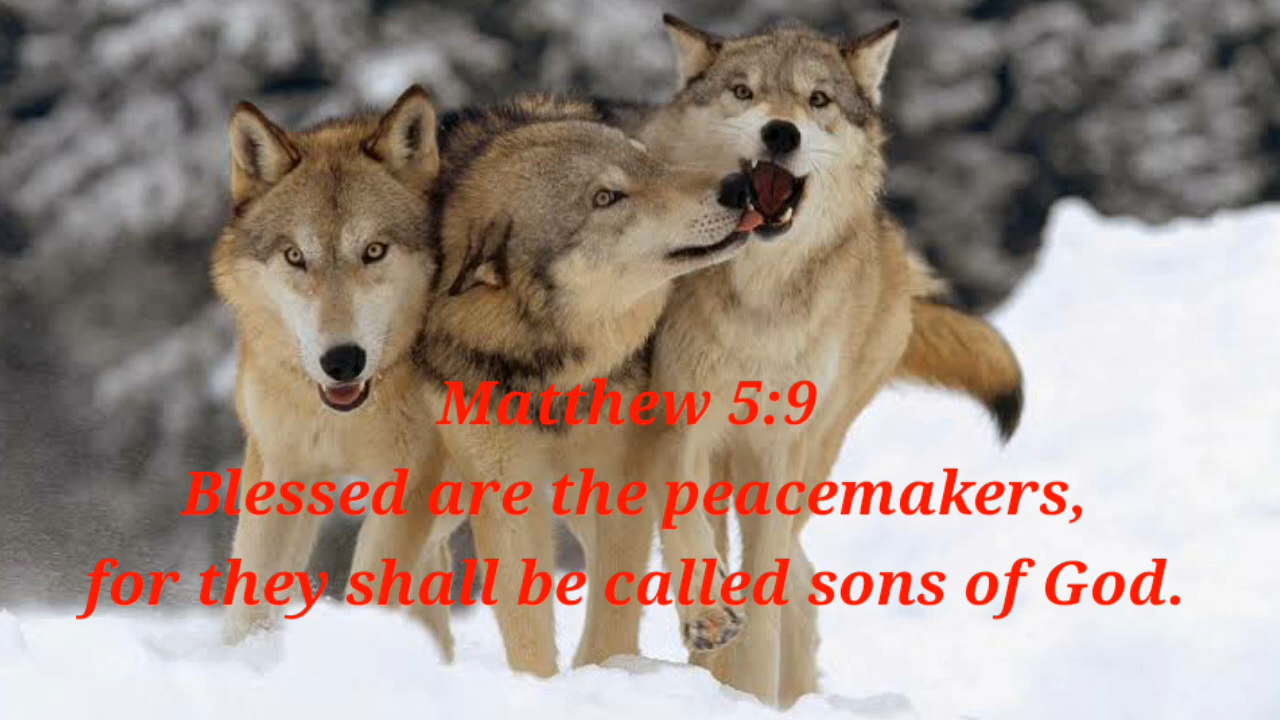 Matthew 5:9
Blessed are the peacemakers,
for they shall be called sons of God.